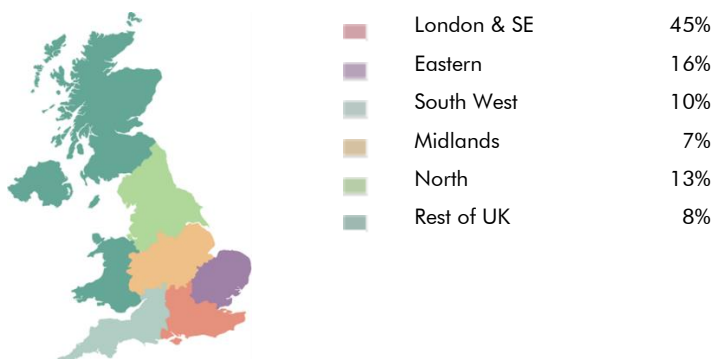 London & SE 45%
Eastern 16%
South West 10%
Midlands 7%
North 13%
Rest of UK 8%